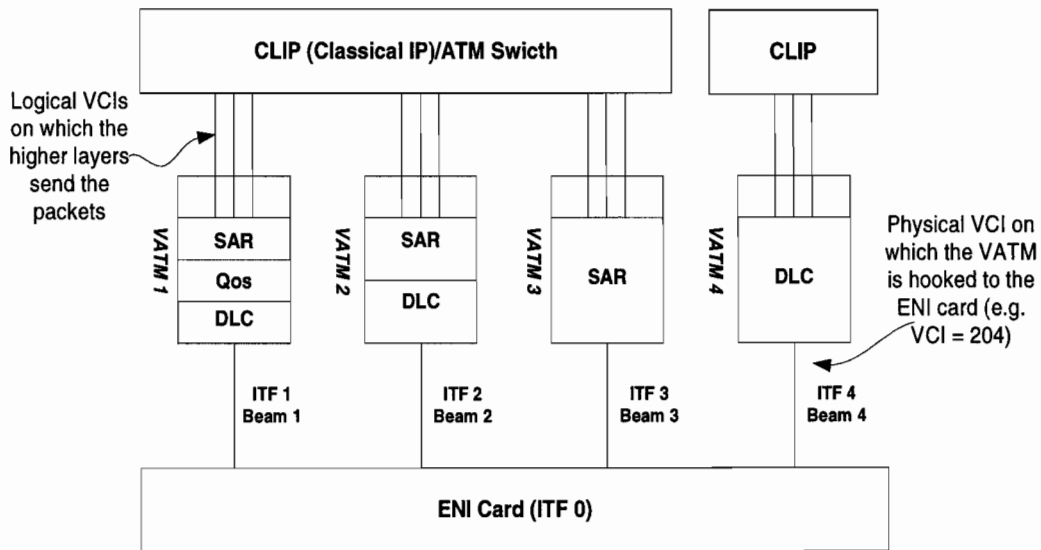 CLIP (Classical IP)/ATM Swicth
CLIP
Logical VCIs
on which the
higher layers
send the
packets
VATM 1
SAR
Qos
DLC
VATM 2
SAR
DLC
VATM 3
SAR
VATM 4
DLC
Physical VCI on
which the VATM
is hooked to the
ENI card (e.g.
VCI = 204)
ITF 1
Beam 1
ITF 2
Beam 2
ITF 3
Beam 3
ITF 4
Beam 4
ENI Card (ITF 0)